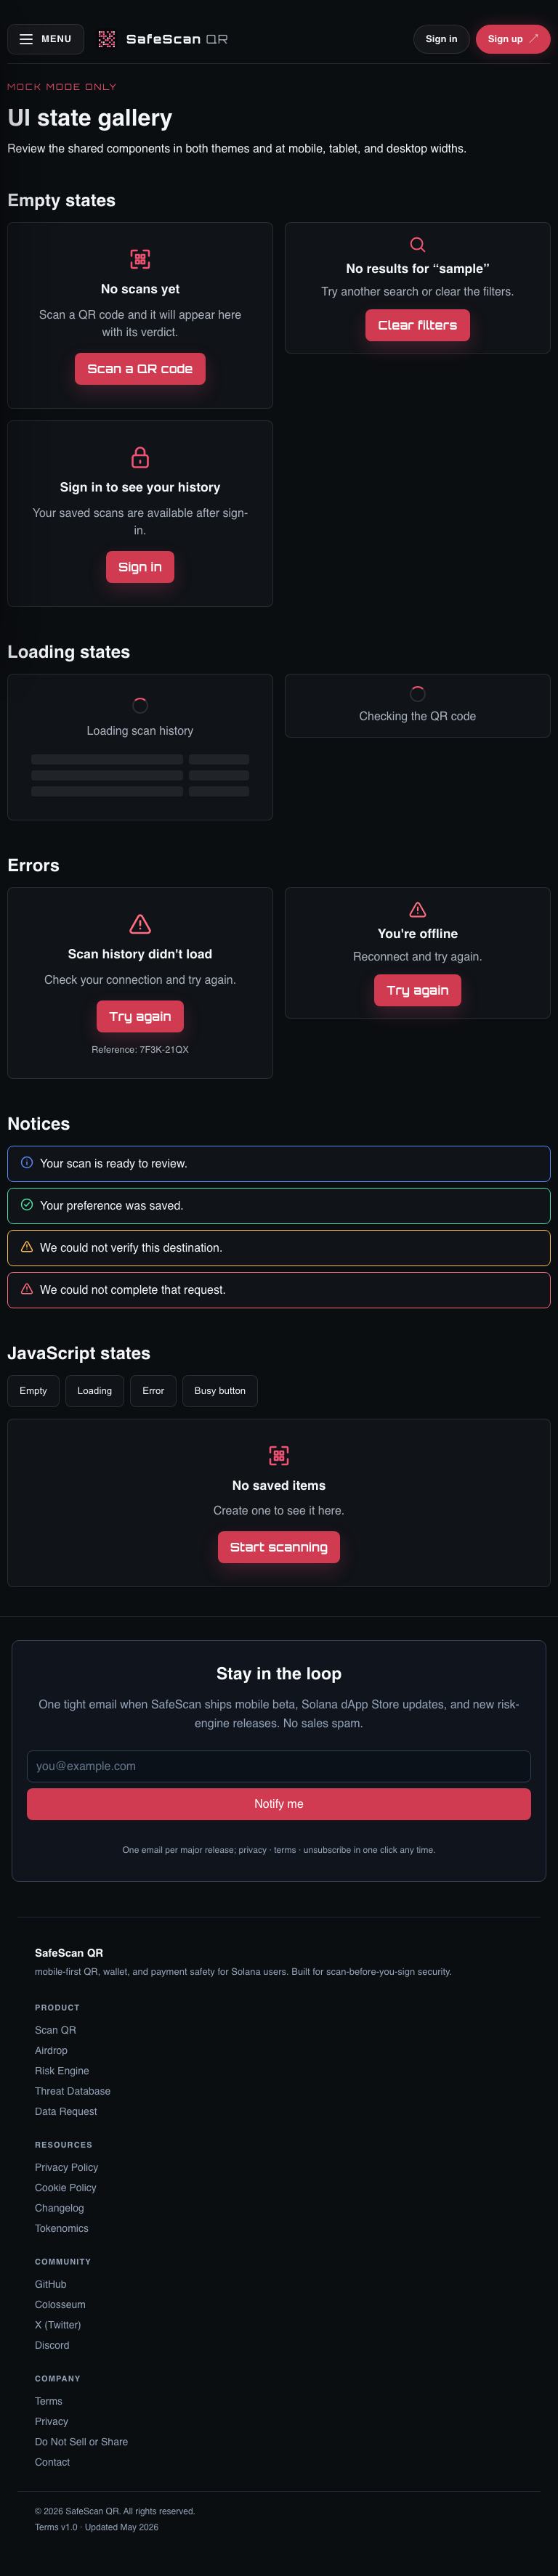 MENU
SafeScan QR
Sign in
Sign up ↗
MOCK MODE ONLY
UI state gallery
Review the shared components in both themes and at mobile, tablet, and desktop widths.
Empty states
No scans yet
Scan a QR code and it will appear here
with its verdict.
Scan a QR code
No results for “sample”
Try another search or clear the filters.
Clear filters
Sign in to see your history
Your saved scans are available after sign-
in.
Sign in
Loading states
Loading scan history
Checking the QR code
Errors
Scan history didn't load
Check your connection and try again.
Try again
Reference: 7F3K-21QX
You're offline
Reconnect and try again.
Try again
Notices
Your scan is ready to review.
Your preference was saved.
We could not verify this destination.
We could not complete that request.
JavaScript states
Empty
Loading
Error
Busy button
No saved items
Create one to see it here.
Start scanning
Stay in the loop
One tight email when SafeScan ships mobile beta, Solana dApp Store updates, and new risk-
engine releases. No sales spam.
you@example.com
Notify me
One email per major release; privacy · terms · unsubscribe in one click any time.
SafeScan QR
mobile-first QR, wallet, and payment safety for Solana users. Built for scan-before-you-sign security.
PRODUCT
Scan QR
Airdrop
Risk Engine
Threat Database
Data Request
RESOURCES
Privacy Policy
Cookie Policy
Changelog
Tokenomics
COMMUNITY
GitHub
Colosseum
X (Twitter)
Discord
COMPANY
Terms
Privacy
Do Not Sell or Share
Contact
© 2026 SafeScan QR. All rights reserved.
Terms v1.0 · Updated May 2026